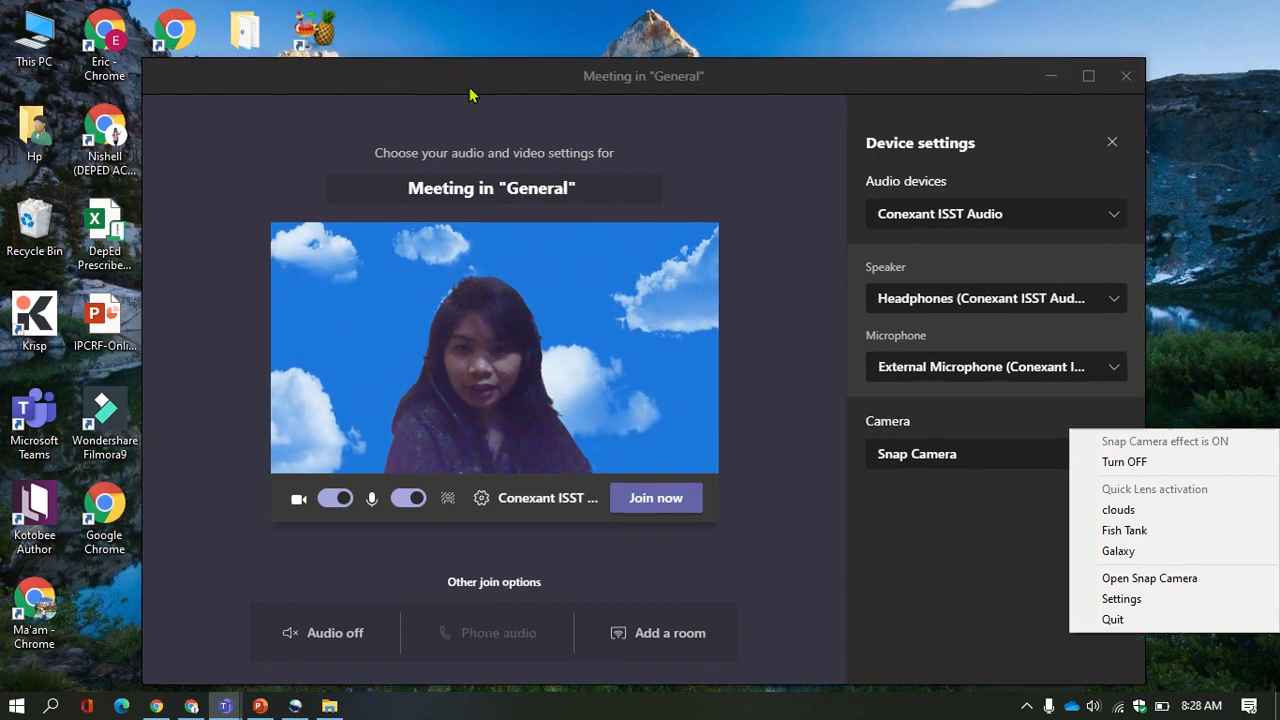 This PC
Eric -
Chrome
Meeting in "General"
Hp
Nishell
(DEPED AC...
Recycle Bin
DepEd
Prescribe...
Krisp
IPCRF-Onli...
Microsoft
Teams
Wondershare
Filmora9
Kotobee
Author
Google
Chrome
Ma'am -
Chrome
Choose your audio and video settings for
Meeting in "General"
Conexant ISST ...
Join now
Other join options
Audio off
Phone audio
Add a room
Device settings
Audio devices
Conexant ISST Audio
Speaker
Headphones (Conexant ISST Aud...
Microphone
External Microphone (Conexant I...
Camera
Snap Camera
Snap Camera effect is ON
Turn OFF
Quick Lens activation
clouds
Fish Tank
Galaxy
Open Snap Camera
Settings
Quit
8:28 AM